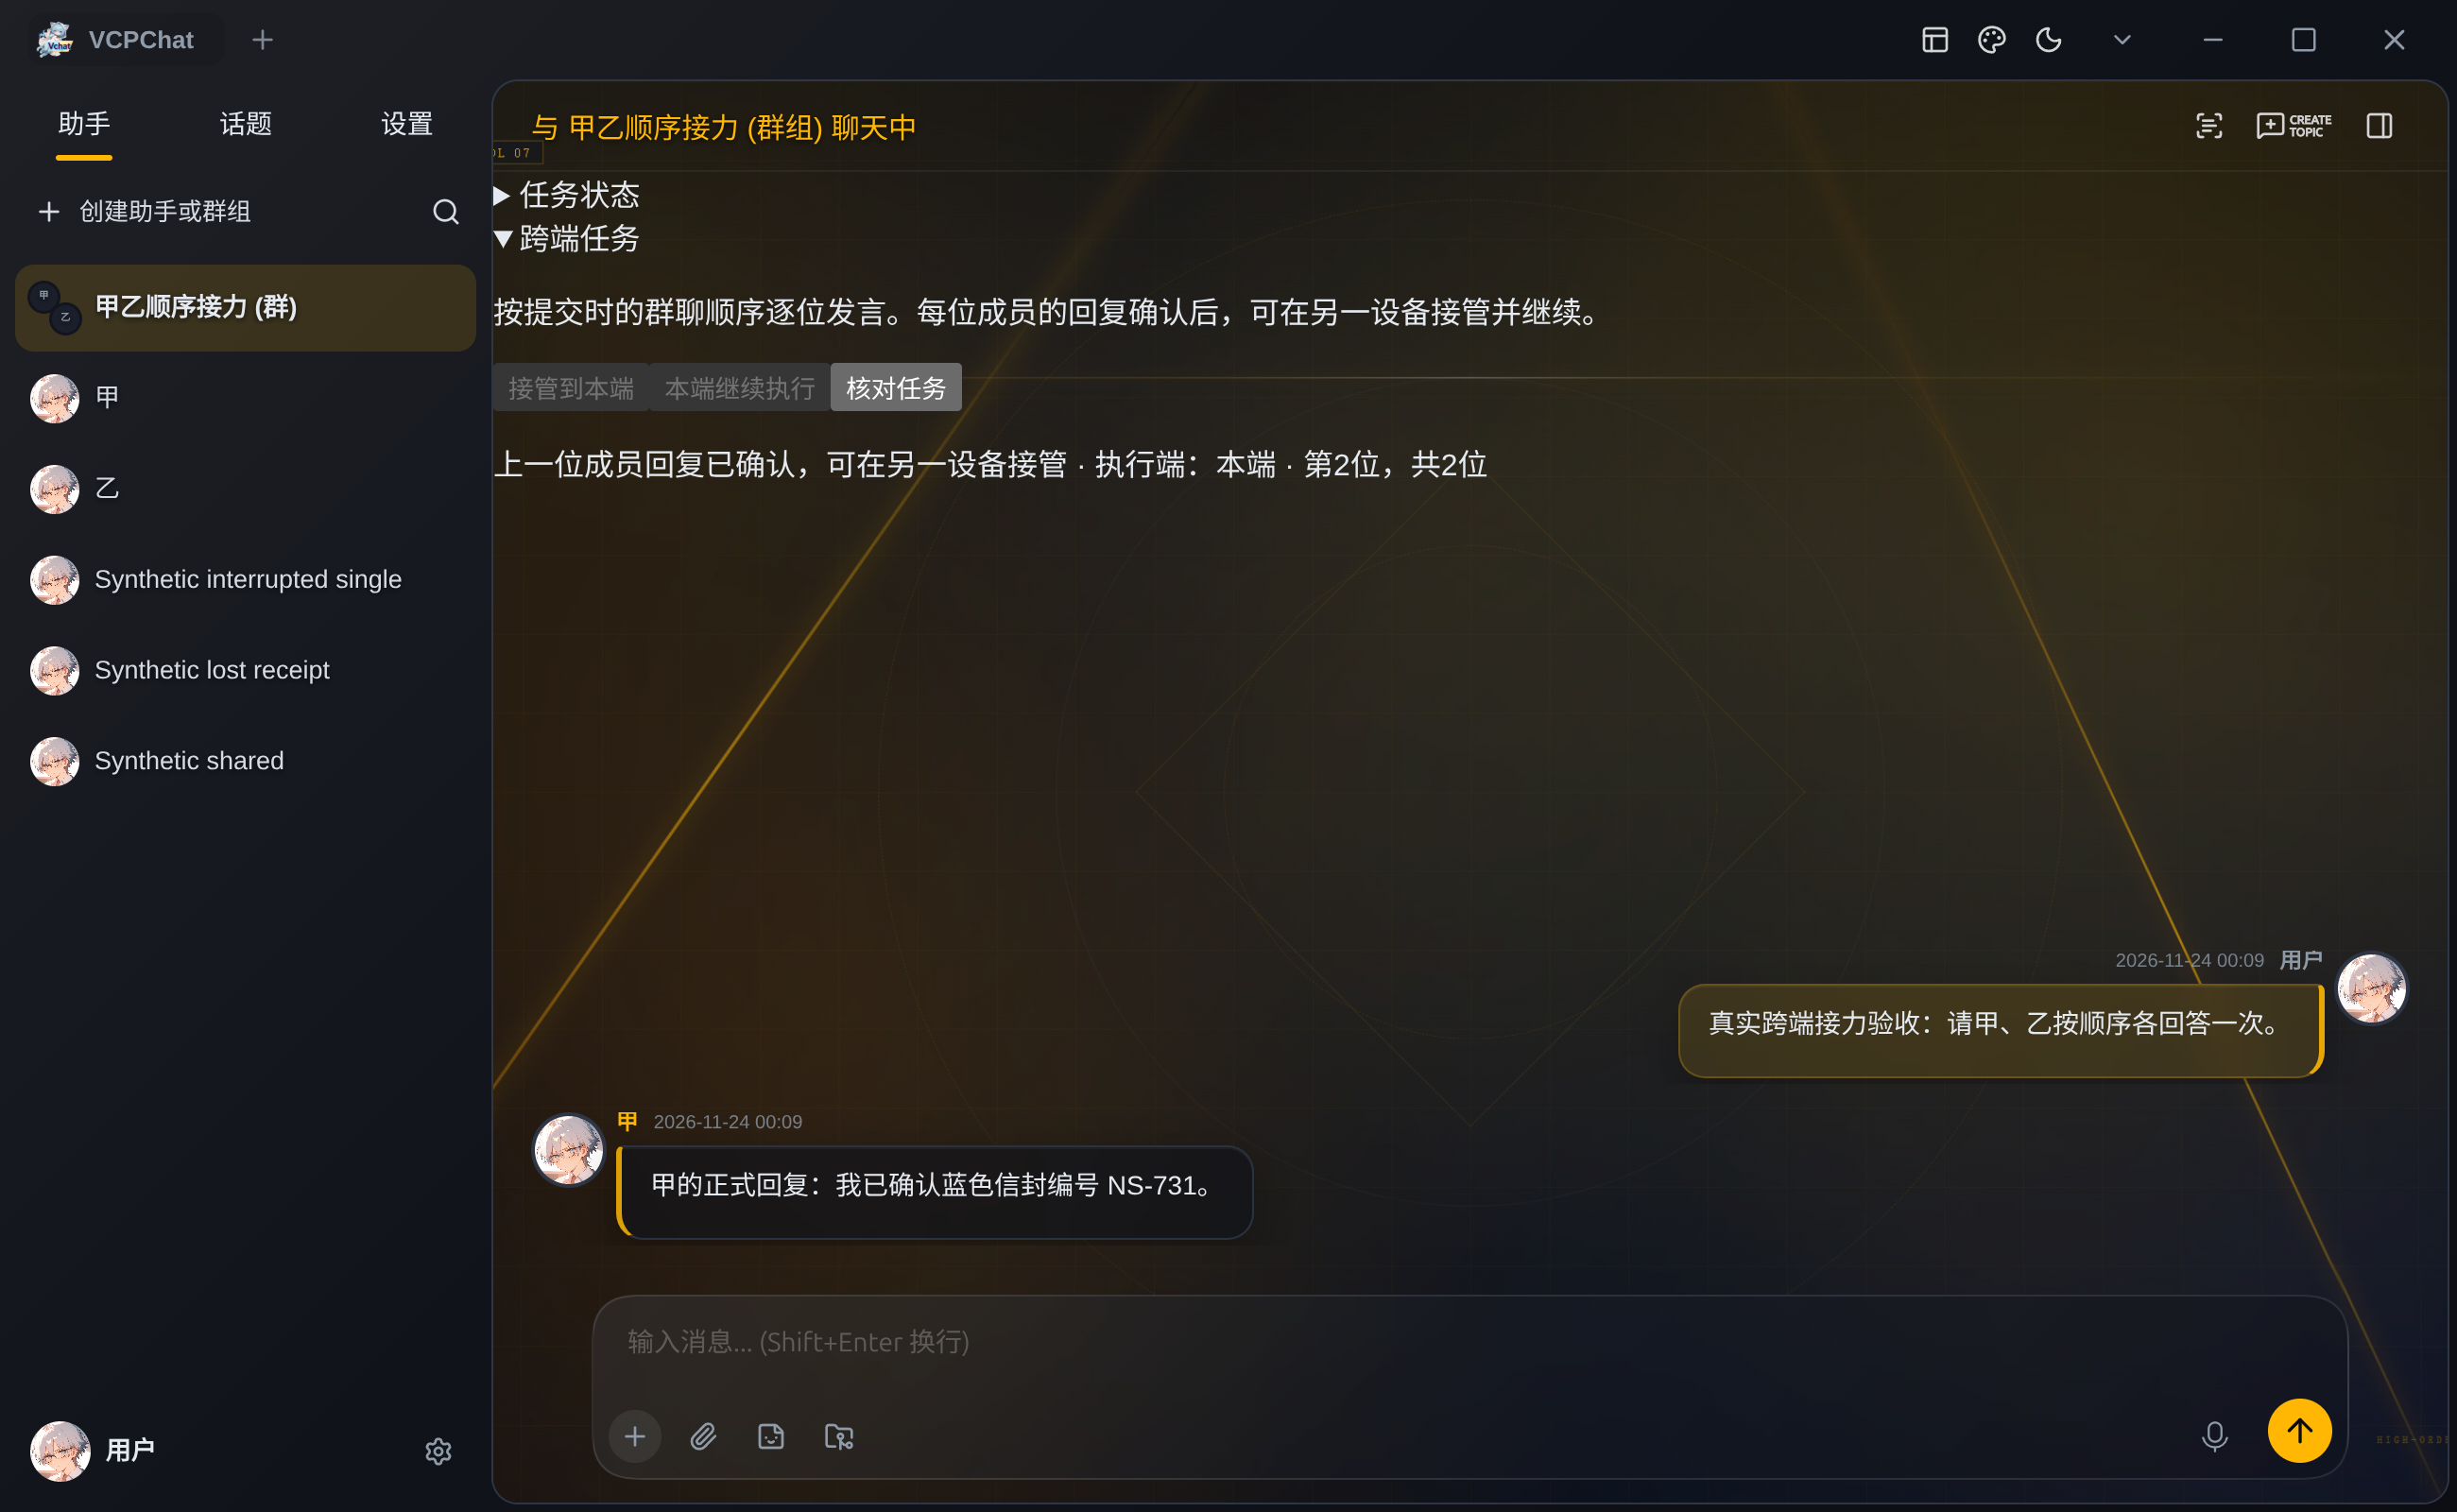 VCPChat
助手 话题 设置
创建助手或群组
甲
乙
甲乙顺序接力 (群)
甲
乙
Synthetic interrupted single
Synthetic lost receipt
Synthetic shared
用户
与 甲乙顺序接力 (群组) 聊天中
CREATE
TOPIC
07
任务状态
跨端任务
按提交时的群聊顺序逐位发言。每位成员的回复确认后，可在另一设备接管并继续。
接管到本端 本端继续执行 核对任务
上一位成员回复已确认，可在另一设备接管 · 执行端：本端 · 第2位，共2位
2026-11-24 00:09 用户
真实跨端接力验收：请甲、乙按顺序各回答一次。
甲 2026-11-24 00:09
甲的正式回复：我已确认蓝色信封编号 NS-731。
输入消息... (Shift+Enter 换行)